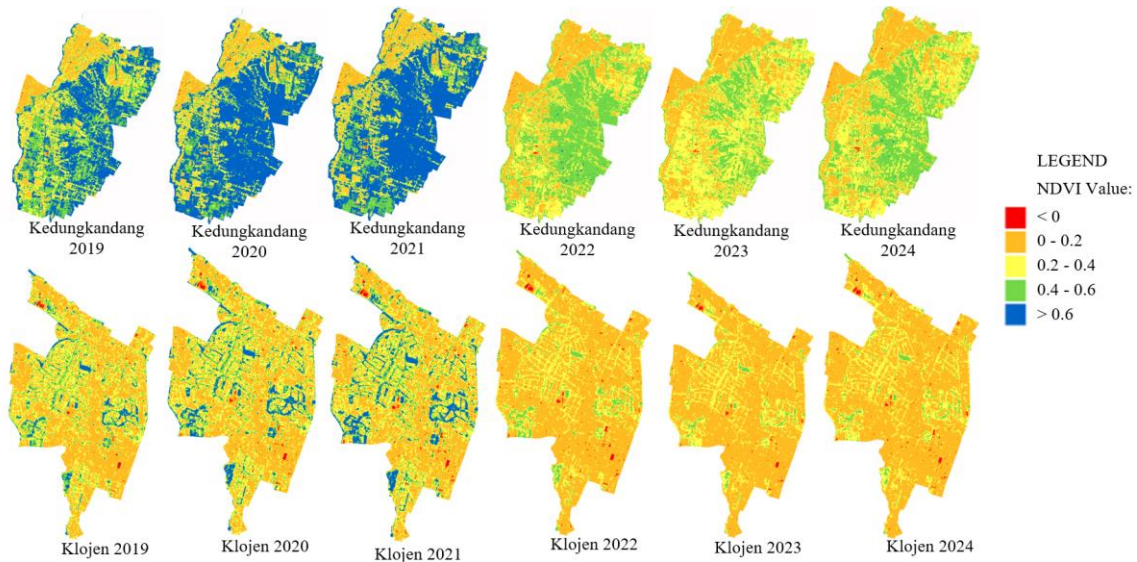 Kedungkandang
2019
Kedungkandang
2020
Kedungkandang
2021
Kedungkandang
2022
Kedungkandang
2023
Kedungkandang
2024
LEGEND
NDVI Value:
< 0
0 - 0.2
0.2 - 0.4
0.4 - 0.6
> 0.6
Klojen 2019
Klojen 2020
Klojen 2021
Klojen 2022
Klojen 2023
Klojen 2024